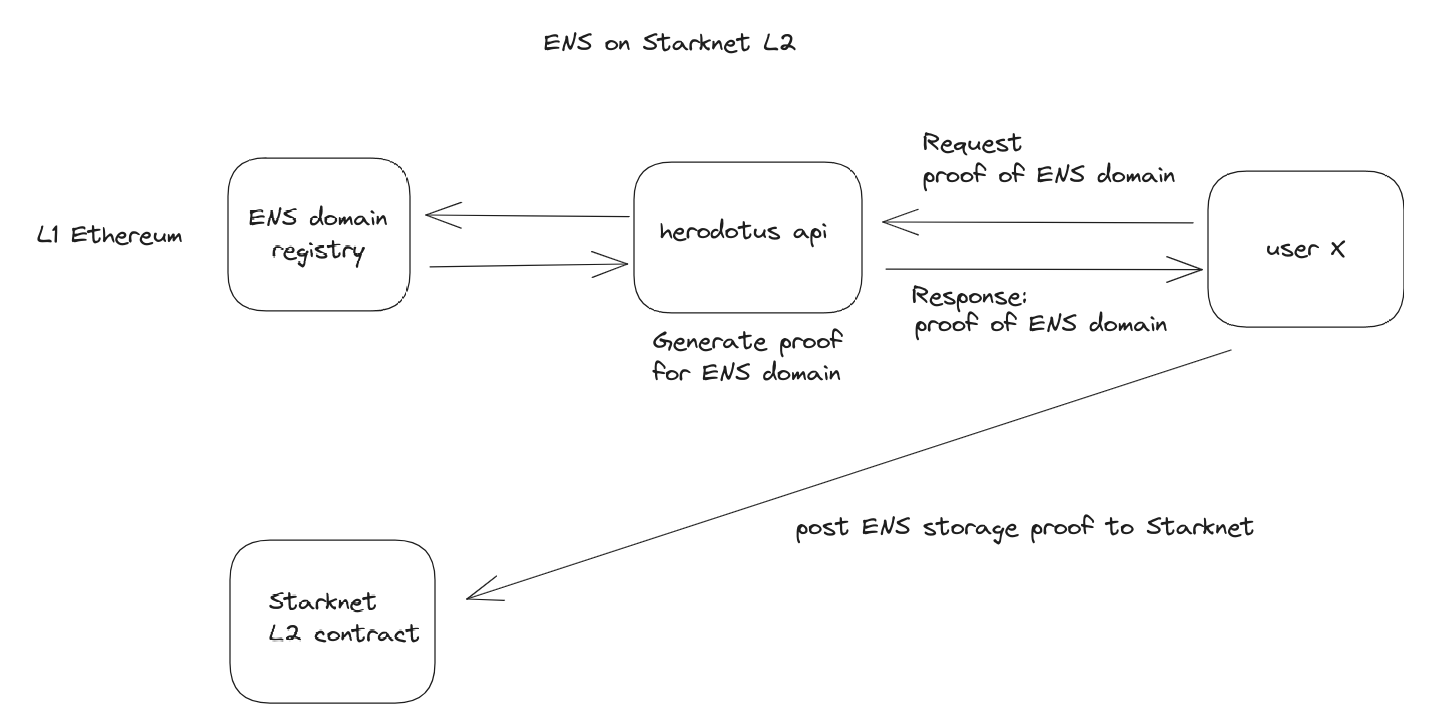 ENS on Starknet L2
L1 Ethereum
ENS domain
registry
herodotus api
Generate proof
for ENS domain
Request
proof of ENS domain
Response:
proof of ENS domain
user X
post ENS storage proof to Starknet
Starknet
L2 contract